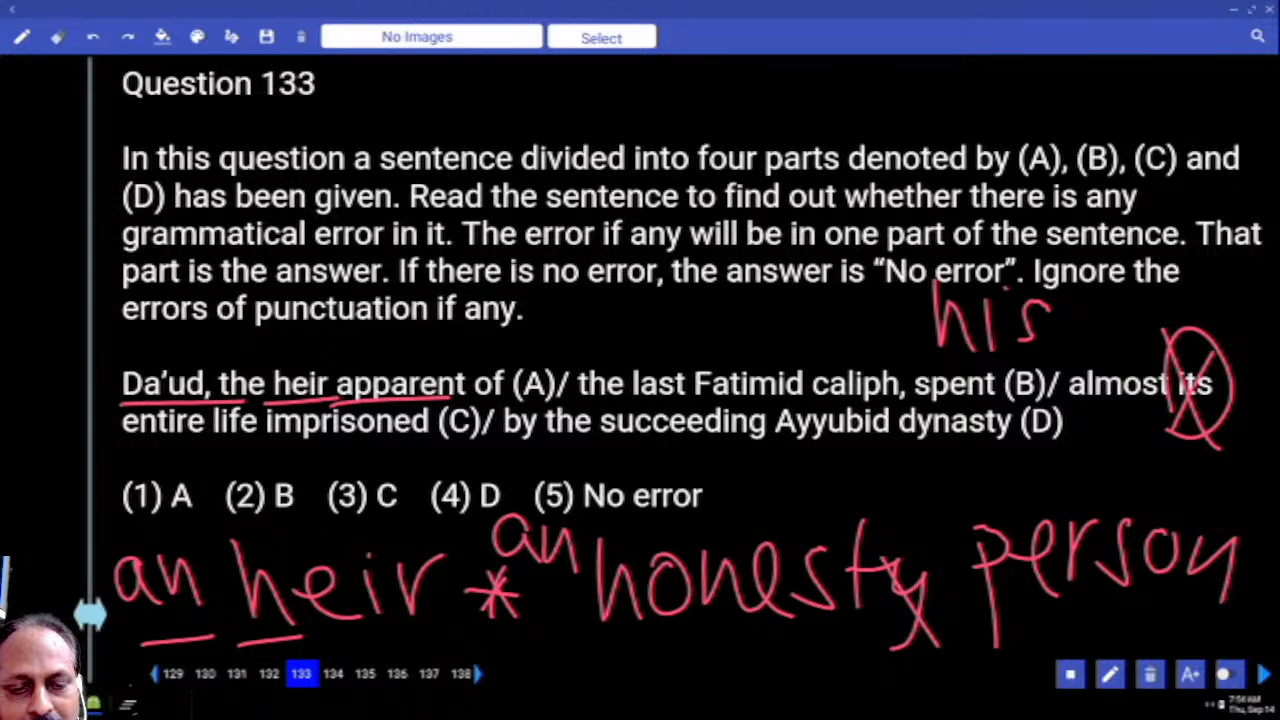 No Images Select
Question 133
In this question a sentence divided into four parts denoted by (A), (B), (C) and
(D) has been given. Read the sentence to find out whether there is any
grammatical error in it. The error if any will be in one part of the sentence. That
part is the answer. If there is no error, the answer is “No error”. Ignore the
errors of punctuation if any.
his
Da’ud, the heir apparent of (A)/ the last Fatimid caliph, spent (B)/ almost its
entire life imprisoned (C)/ by the succeeding Ayyubid dynasty (D)
(1) A (2) B (3) C (4) D (5) No error
an heir * an honesty person
129 130 131 132 133 134 135 136 137 138
A+
Thu, Sep 14